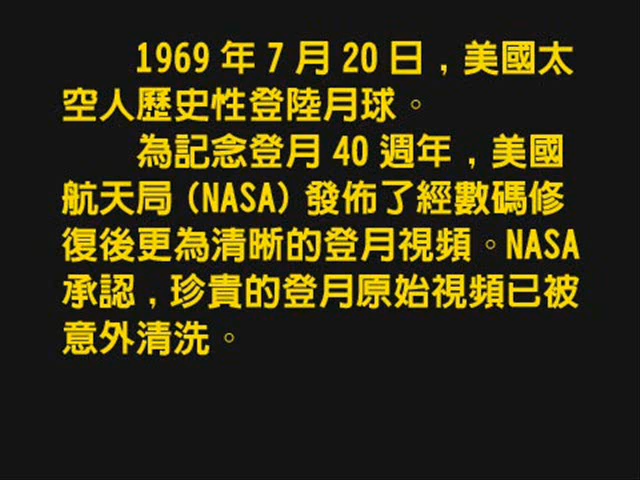 1969 年 7 月 20 日，美國太
空人歷史性登陸月球。
為記念登月 40 週年，美國
航天局 (NASA) 發佈了經數碼修
復後更為清晰的登月視頻。NASA
承認，珍貴的登月原始視頻已被
意外清洗。